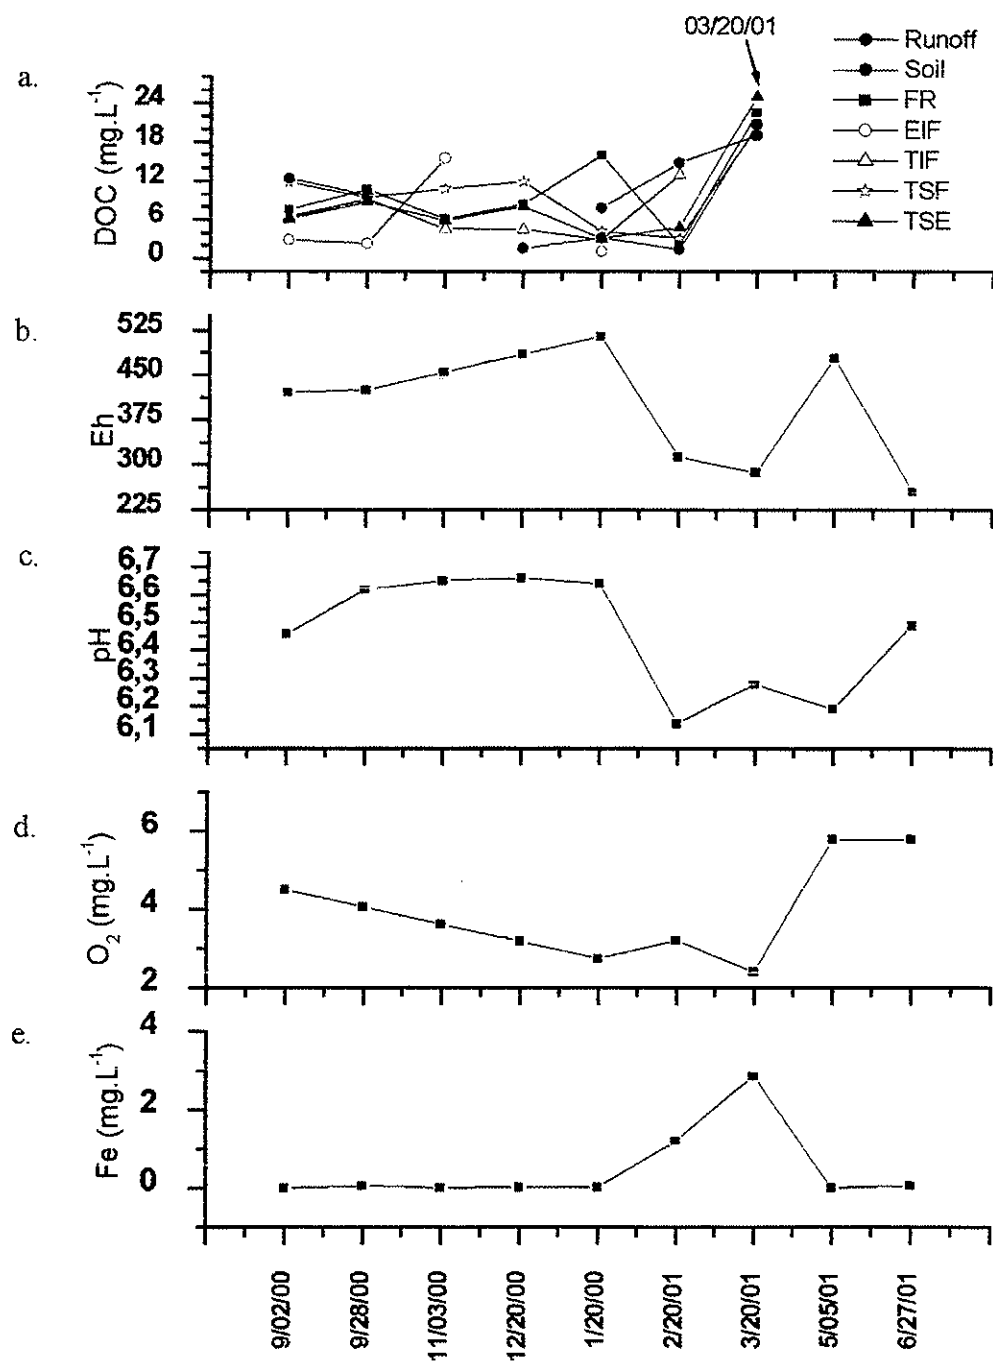 03/20/01
Runoff
Soil
FR
EIF
TIF
TSF
TSE
a.
DOC (mg.L-1)
24
18
12
6
0
b.
Eh
525
450
375
300
225
c.
pH
6,7
6,6
6,5
6,4
6,3
6,2
6,1
d.
O2 (mg.L-1)
6
4
2
e.
Fe (mg.L-1)
4
2
0
9/02/00
9/28/00
11/03/00
12/20/00
1/20/00
2/20/01
3/20/01
5/05/01
6/27/01